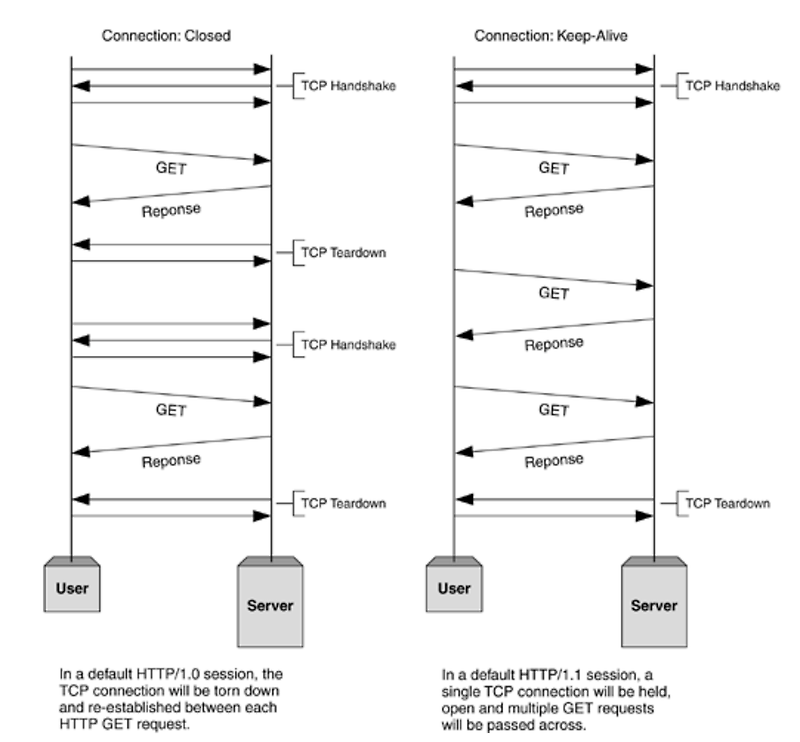 Connection: Closed
TCP Handshake
GET
Reponse
TCP Teardown
TCP Handshake
GET
Reponse
TCP Teardown
User
Server
In a default HTTP/1.0 session, the
TCP connection will be torn down
and re-established between each
HTTP GET request.
Connection: Keep-Alive
TCP Handshake
GET
Reponse
GET
Reponse
GET
Reponse
TCP Teardown
User
Server
In a default HTTP/1.1 session, a
single TCP connection will be held,
open and multiple GET requests
will be passed across.